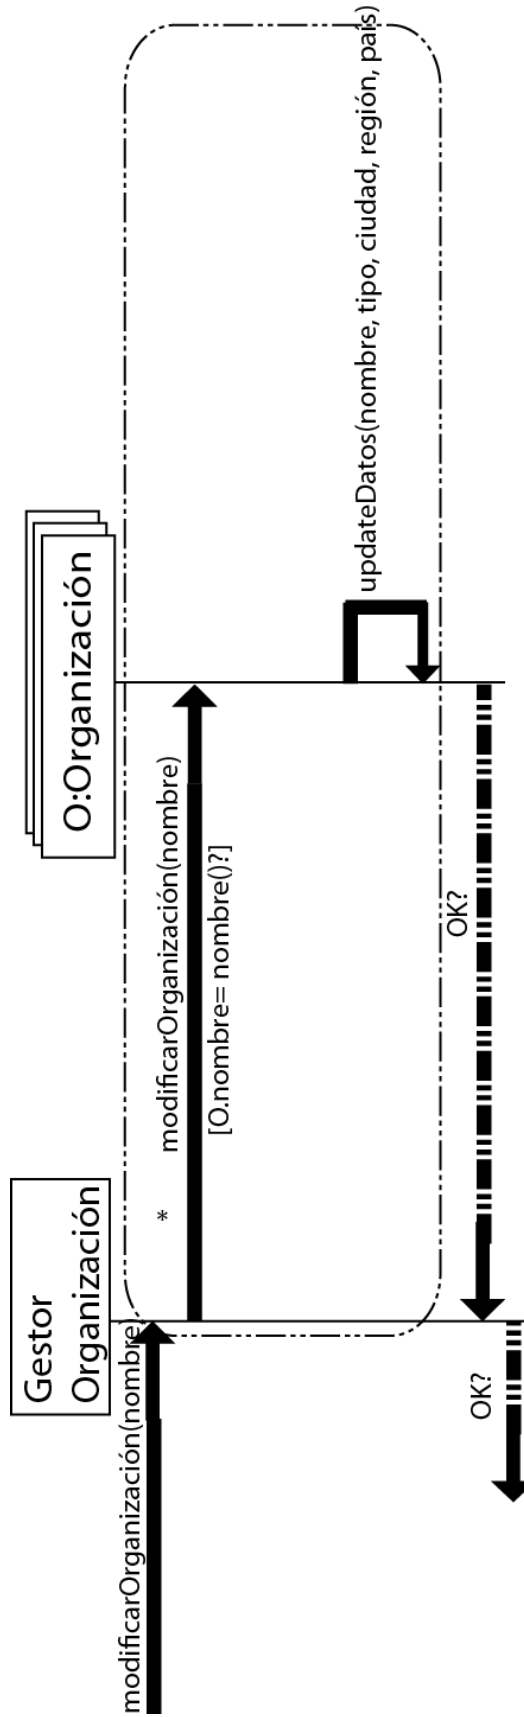 Gestor
Organización
O:Organización
modificarOrganización(nombre)
*
modificarOrganización(nombre)
[O.nombre= nombre()?]
updateDatos(nombre, tipo, ciudad, región, país)
OK?
OK?